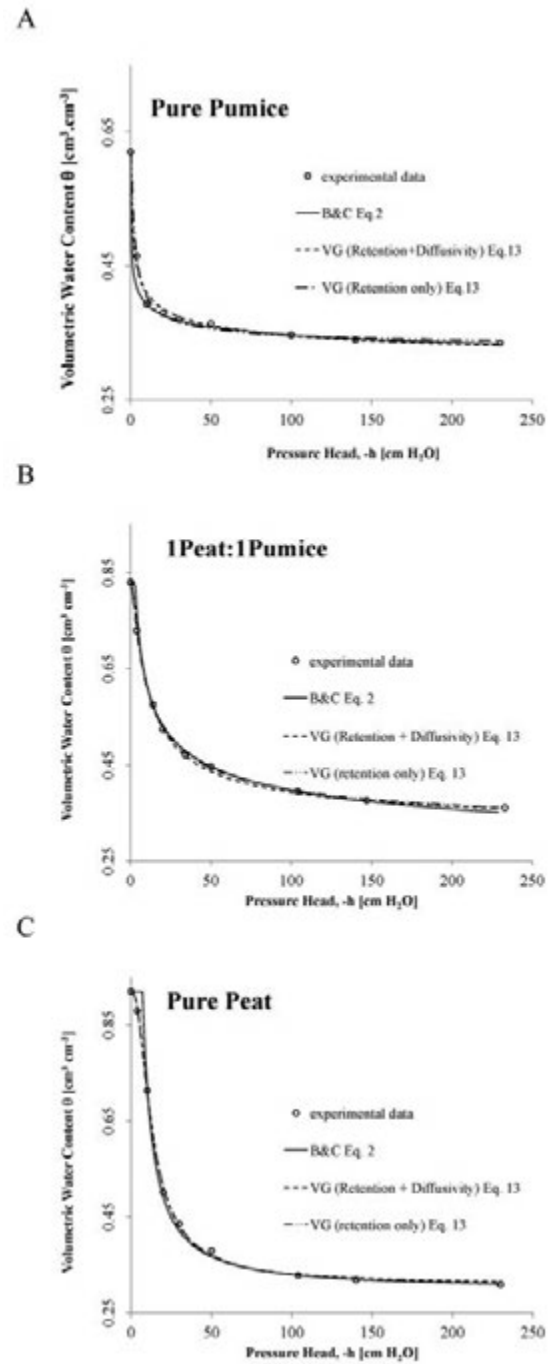 A
Pure Pumice
Volumetric Water Content θ [cm³.cm⁻³]
0.65
0.45
0.25
experimental data
B&C Eq.2
VG (Retention+Diffusivity) Eq.13
VG (Retention only) Eq.13
0 50 100 150 200 250
Pressure Head, -h [cm H₂O]
B
1Peat:1Pumice
Volumetric Water Content θ [cm³ cm⁻³]
0.85
0.65
0.45
0.25
experimental data
B&C Eq. 2
VG (Retention + Diffusivity) Eq. 13
VG (retention only) Eq. 13
0 50 100 150 200 250
Pressure Head, -h [cm H₂O]
C
Pure Peat
Volumetric Water Content θ [cm³ cm⁻³]
0.85
0.65
0.45
0.25
experimental data
B&C Eq. 2
VG (Retention + Diffusivity) Eq. 13
VG (retention only) Eq. 13
0 50 100 150 200 250
Pressure Head, -h [cm H₂O]